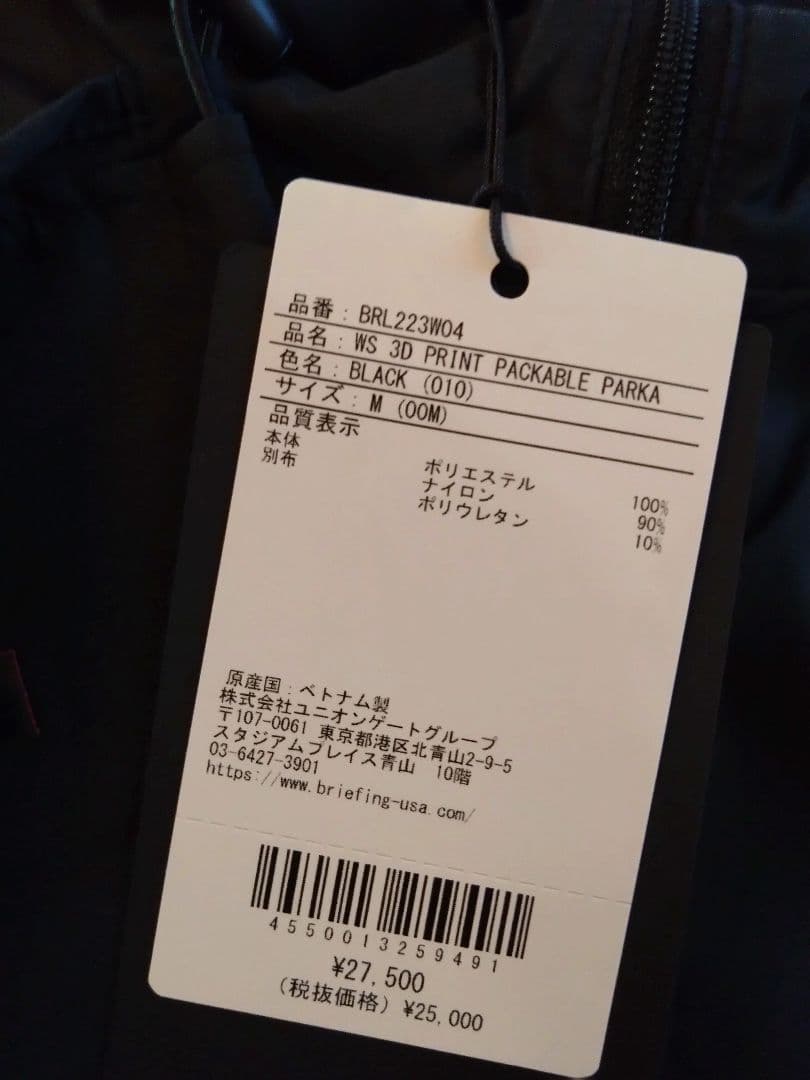 品番：BRL223W04
品名：WS 3D PRINT PACKABLE PARKA
色名：BLACK (010)
サイズ：M (00M)
品質表示
本体 ポリエステル 100%
別布 ナイロン 90%
ポリウレタン 10%
原産国：ベトナム製
株式会社ユニオンゲートグループ
〒107-0061 東京都港区北青山2-9-5
スタジアムプレイス青山 10階
03-6427-3901
https://www.briefing-usa.com/
4550013259491
¥27,500
(税抜価格) ¥25,000